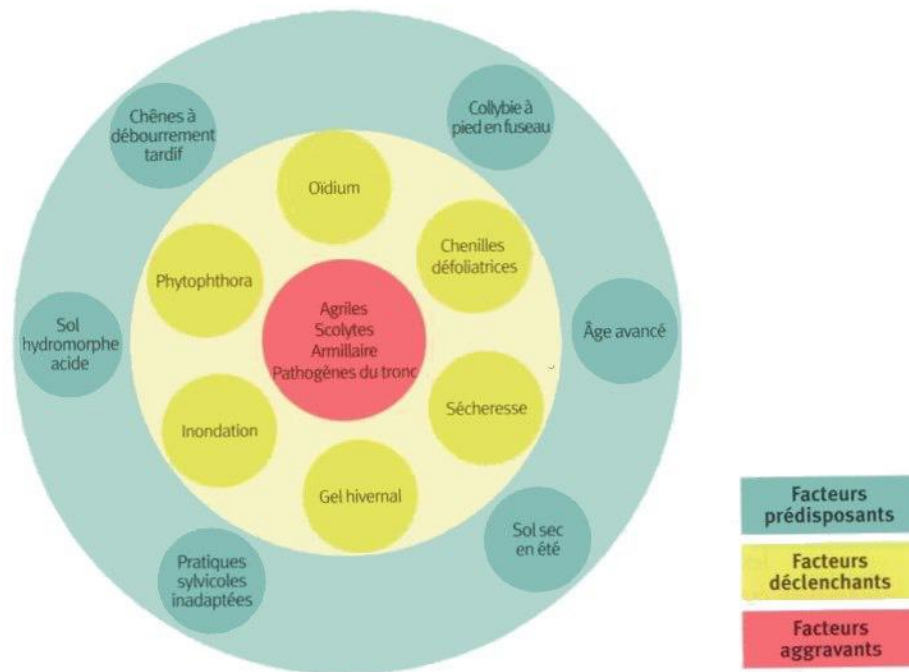 Chênes à
débourrement
tardif
Collybie à
pied en fuseau
Oïdium
Chenilles
défoliatrices
Phytophthora
Agriles
Scolytes
Armillaire
Pathogènes du tronc
Sol
hydromorphe
acide
Âge avancé
Sécheresse
Inondation
Gel hivernal
Sol sec
en été
Pratiques
sylvicoles
inadaptées
Facteurs
prédisposants
Facteurs
déclenchants
Facteurs
aggravants